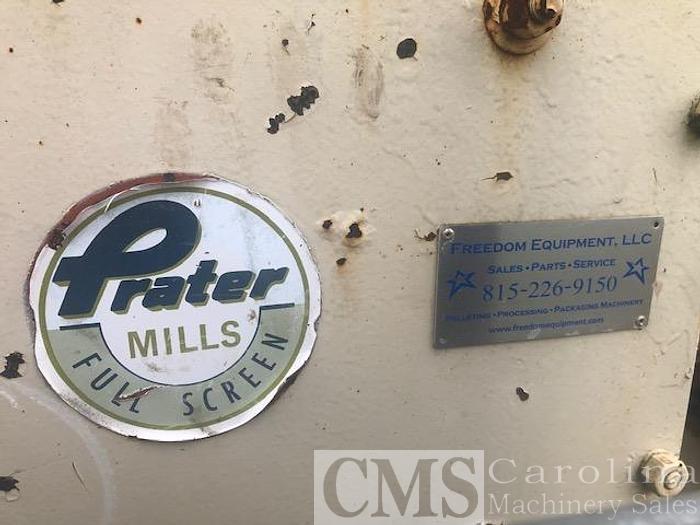 Prater
MILLS
FULL SCREEN
FREEDOM EQUIPMENT, LLC
SALES • PARTS • SERVICE
815-226-9150
PELLETING • PROCESSING • PACKAGING MACHINERY
www.freedomequipment.com
CMS Carolina
Machinery Sales